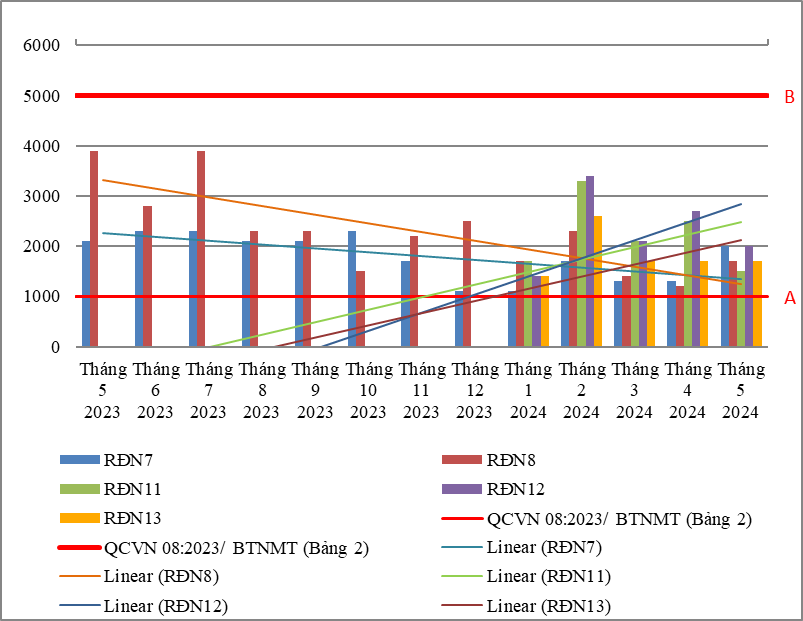 6000
5000
4000
3000
2000
1000
0
B
A
Tháng Tháng Tháng Tháng Tháng Tháng Tháng Tháng Tháng Tháng Tháng Tháng Tháng
5 6 7 8 9 10 11 12 1 2 3 4 5
2023 2023 2023 2023 2023 2023 2023 2023 2024 2024 2024 2024 2024
RĐN7 RĐN8
RĐN11 RĐN12
RĐN13 QCVN 08:2023/ BTNMT (Bảng 2)
QCVN 08:2023/ BTNMT (Bảng 2) Linear (RĐN7)
Linear (RĐN8) Linear (RĐN11)
Linear (RĐN12) Linear (RĐN13)